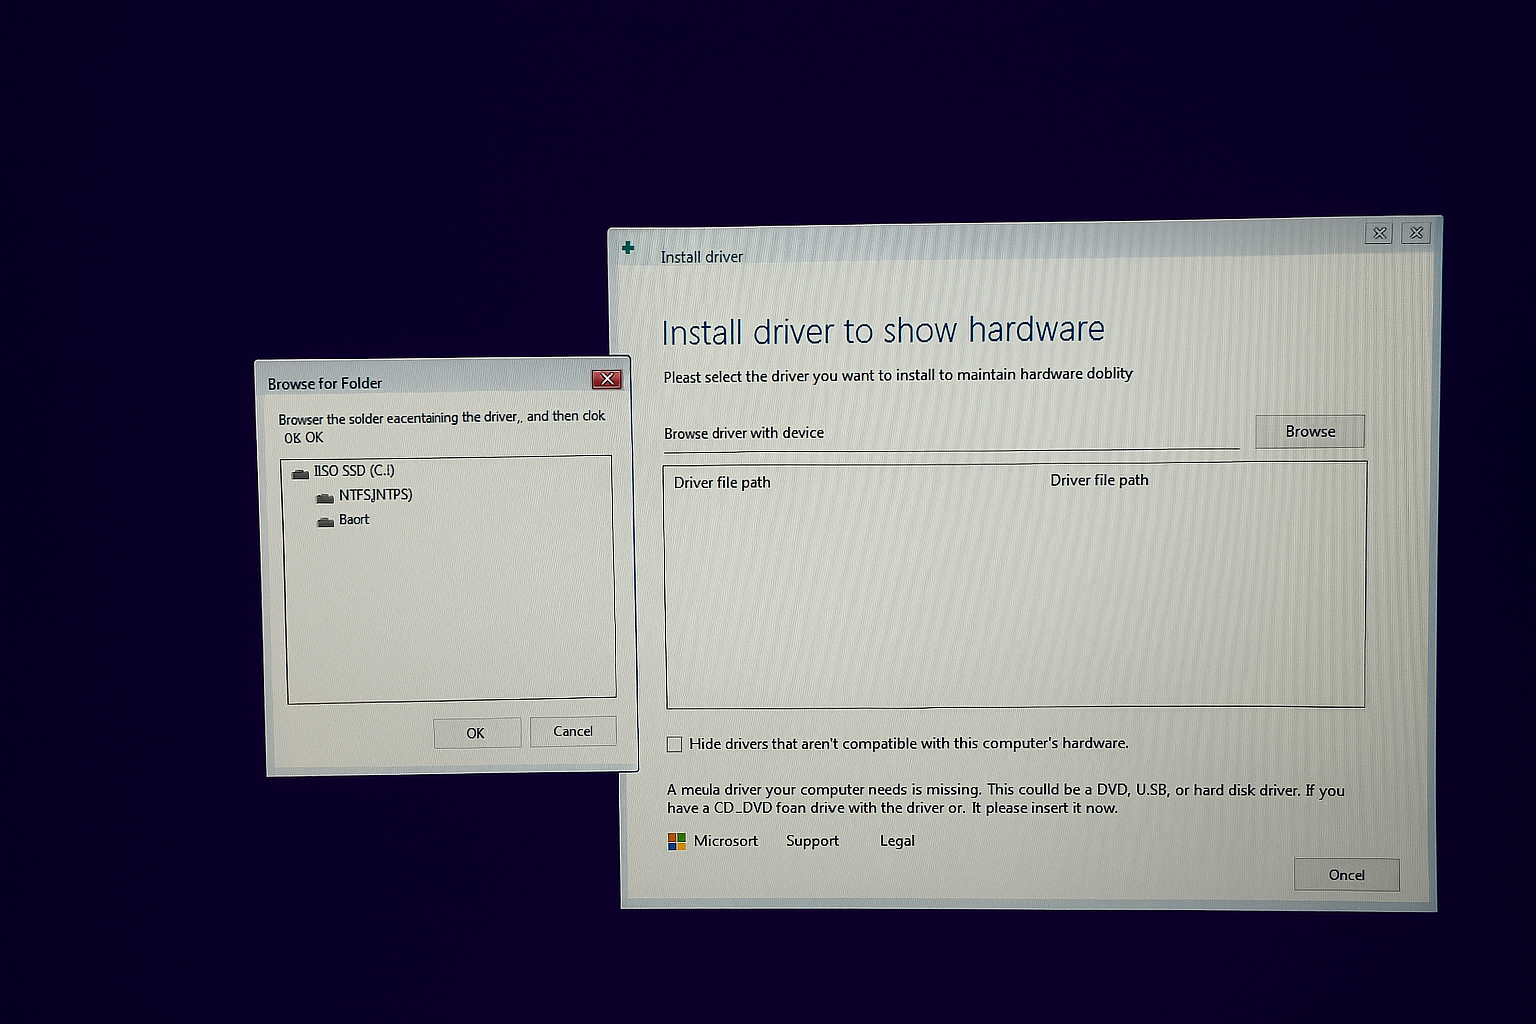 Install driver
Install driver to show hardware
Pleast select the driver you want to install to maintain hardware doblity
Browse driver with device
Browse
Driver file path
Driver file path
Browse for Folder
Browser the solder eacentaining the driver,. and then clok
OK OK
IISO SSD (C.!)
NTFS,NTPS)
Baort
OK
Cancel
Hide drivers that aren't compatible with this computer's hardware.
A meula driver your computer needs is missing. This coulld be a DVD, U.SB, or hard disk driver. If you
have a CD_DVD foan drive with the driver or. It please insert it now.
Microsort
Support
Legal
Oncel